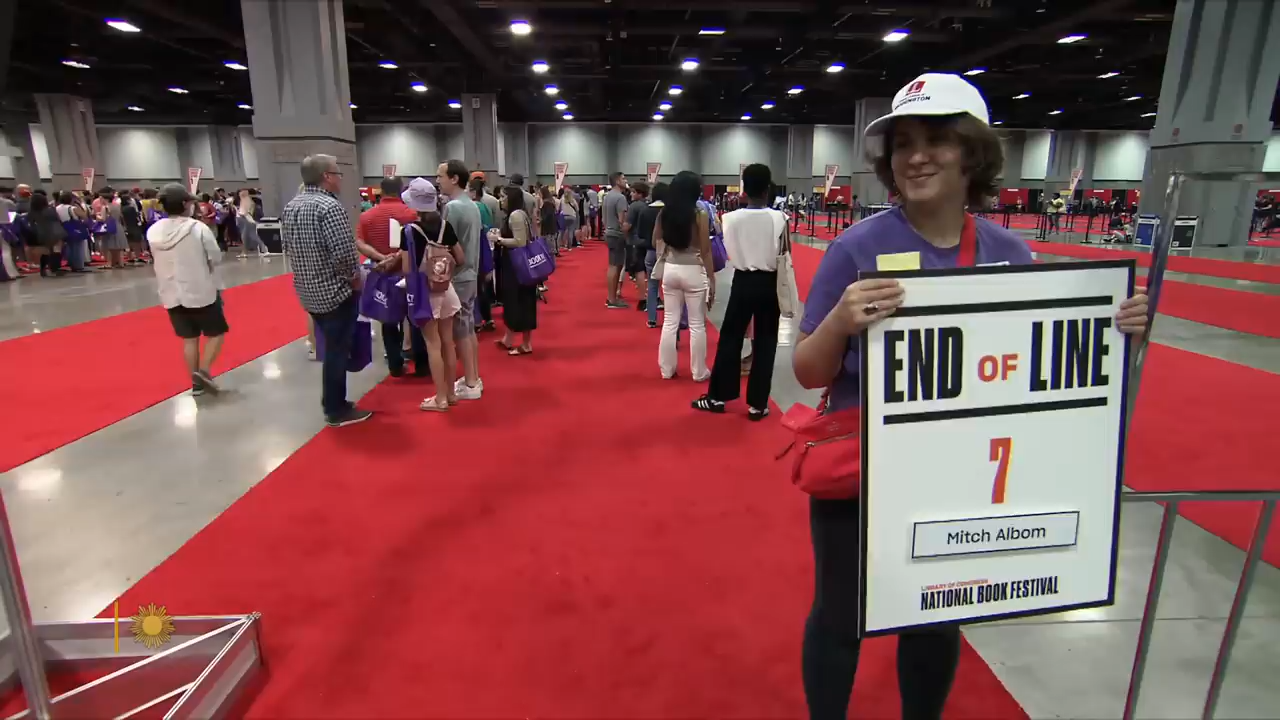 END OF LINE
7
Mitch Albom
LIBRARY OF CONGRESS
NATIONAL BOOK FESTIVAL